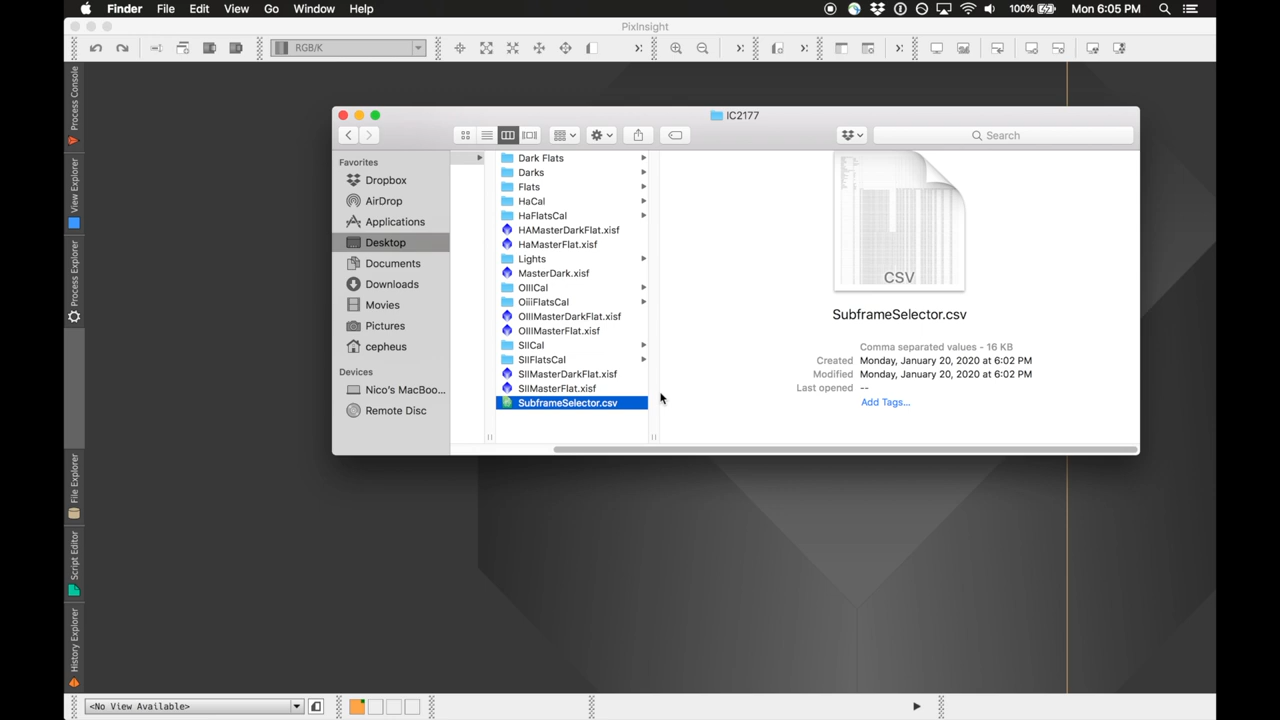 Finder File Edit View Go Window Help 100% Mon 6:05 PM
PixInsight
RGB/K
Process Console
View Explorer
Process Explorer
File Explorer
Script Editor
History Explorer
IC2177
Search
Favorites
Dropbox
AirDrop
Applications
Desktop
Documents
Downloads
Movies
Pictures
cepheus
Devices
Nico's MacBoo...
Remote Disc
Dark Flats
Darks
Flats
HaCal
HaFlatsCal
HAMasterDarkFlat.xisf
HaMasterFlat.xisf
Lights
MasterDark.xisf
OIIICal
OiiiFlatsCal
OIIIMasterDarkFlat.xisf
OIIIMasterFlat.xisf
SIICal
SIIFlatsCal
SIIMasterDarkFlat.xisf
SIIMasterFlat.xisf
SubframeSelector.csv
CSV
SubframeSelector.csv
Comma separated values - 16 KB
Created Monday, January 20, 2020 at 6:02 PM
Modified Monday, January 20, 2020 at 6:02 PM
Last opened --
Add Tags...
<No View Available>